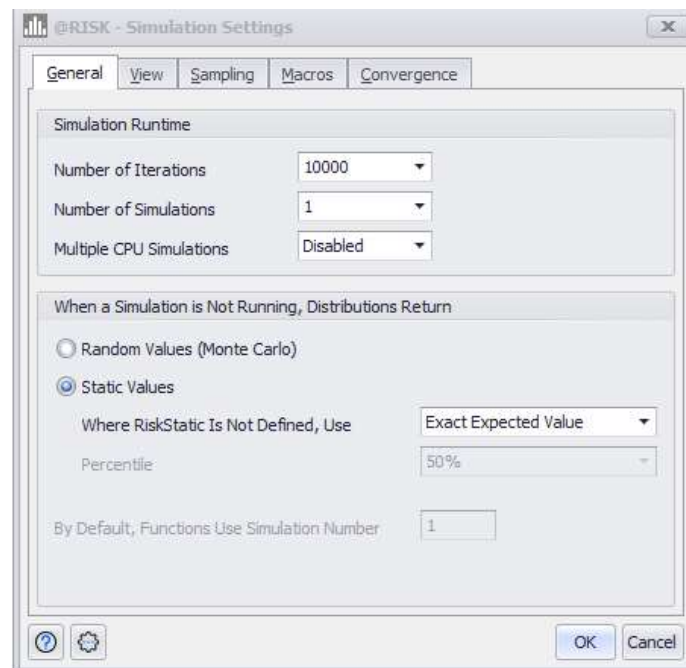 @RISK - Simulation Settings
General View Sampling Macros Convergence
Simulation Runtime
Number of Iterations 10000
Number of Simulations 1
Multiple CPU Simulations Disabled
When a Simulation is Not Running, Distributions Return
Random Values (Monte Carlo)
Static Values
Where RiskStatic Is Not Defined, Use Exact Expected Value
Percentile 50%
By Default, Functions Use Simulation Number 1
OK Cancel